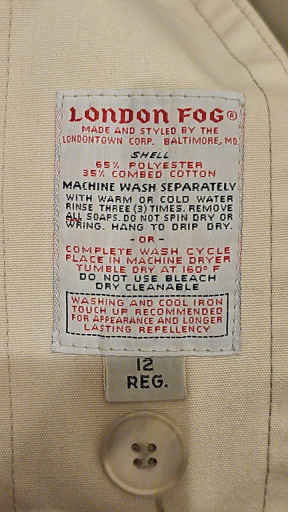 LONDON FOG®
MADE AND STYLED BY THE
LONDONTOWN CORP. BALTIMORE, MD.
SHELL
65% POLYESTER
35% COMBED COTTON
MACHINE WASH SEPARATELY
WITH WARM OR COLD WATER
RINSE THREE (3) TIMES. REMOVE
ALL SOAPS. DO NOT SPIN DRY OR
WRING. HANG TO DRIP DRY.
- OR -
COMPLETE WASH CYCLE
PLACE IN MACHINE DRYER
TUMBLE DRY AT 160° F
DO NOT USE BLEACH
DRY CLEANABLE
WASHING AND COOL IRON
TOUCH UP RECOMMENDED
FOR APPEARANCE AND LONGER
LASTING REPELLENCY
12
REG.